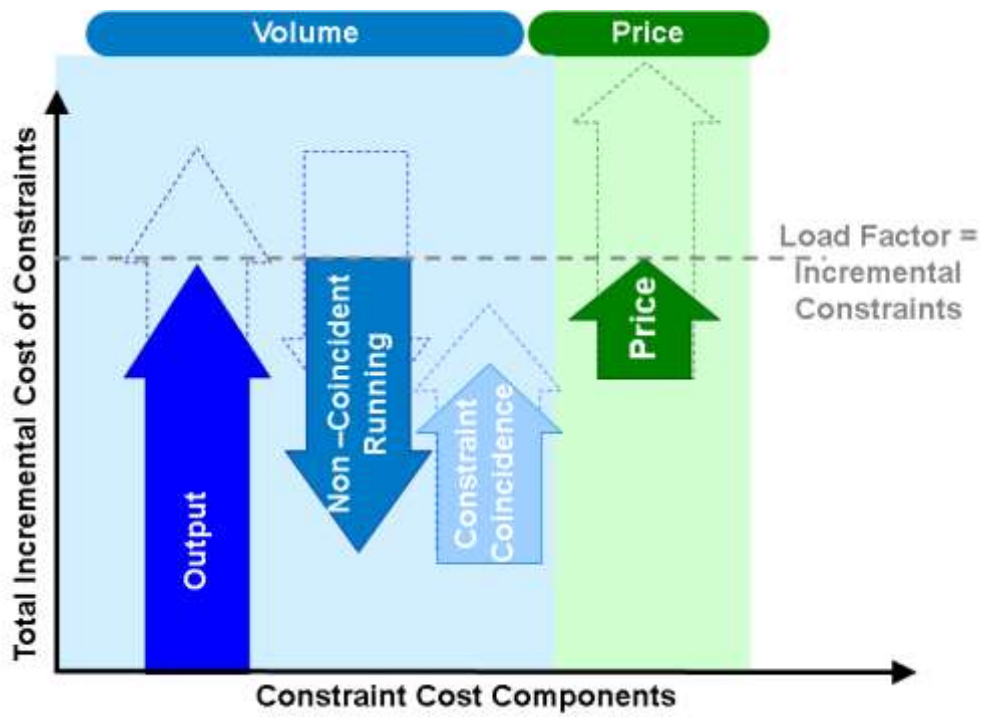 Volume
Price
Total Incremental Cost of Constraints
Output
Non –Coincident
Running
Constraint
Coincidence
Price
Load Factor =
Incremental
Constraints
Constraint Cost Components